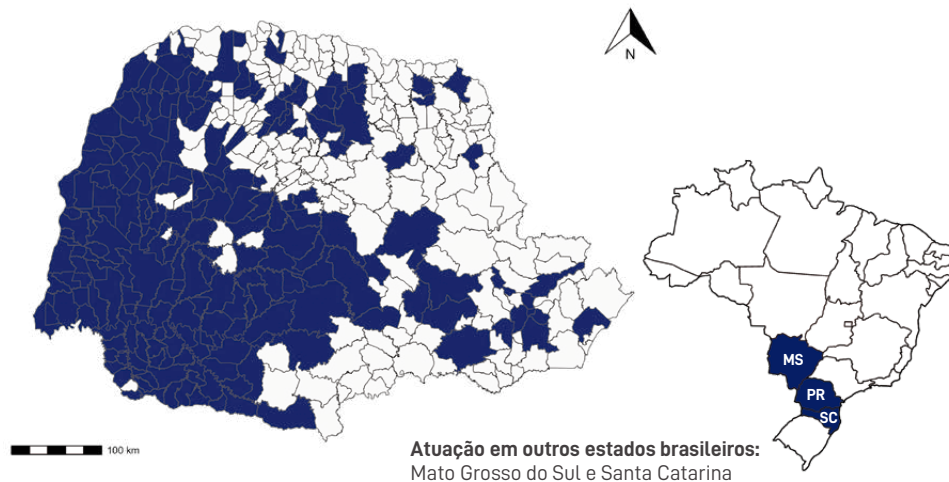 N
MS
PR
SC
100 km
Atuação em outros estados brasileiros:
Mato Grosso do Sul e Santa Catarina